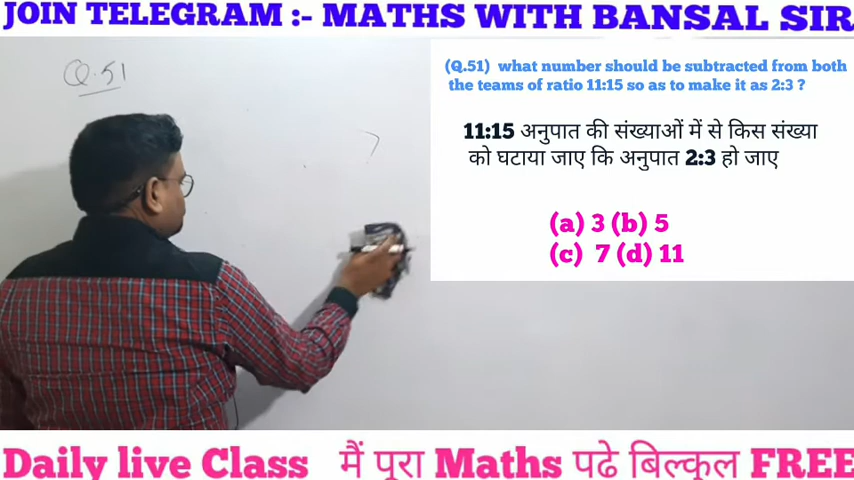 JOIN TELEGRAM :- MATHS WITH BANSAL SIR
Q.51
(Q.51) what number should be subtracted from both
the teams of ratio 11:15 so as to make it as 2:3 ?
11:15 अनुपात की संख्याओं में से किस संख्या
को घटाया जाए कि अनुपात 2:3 हो जाए
(a) 3 (b) 5
(c) 7 (d) 11
Daily live Class मैं पूरा Maths पढे बिल्कुल FREE